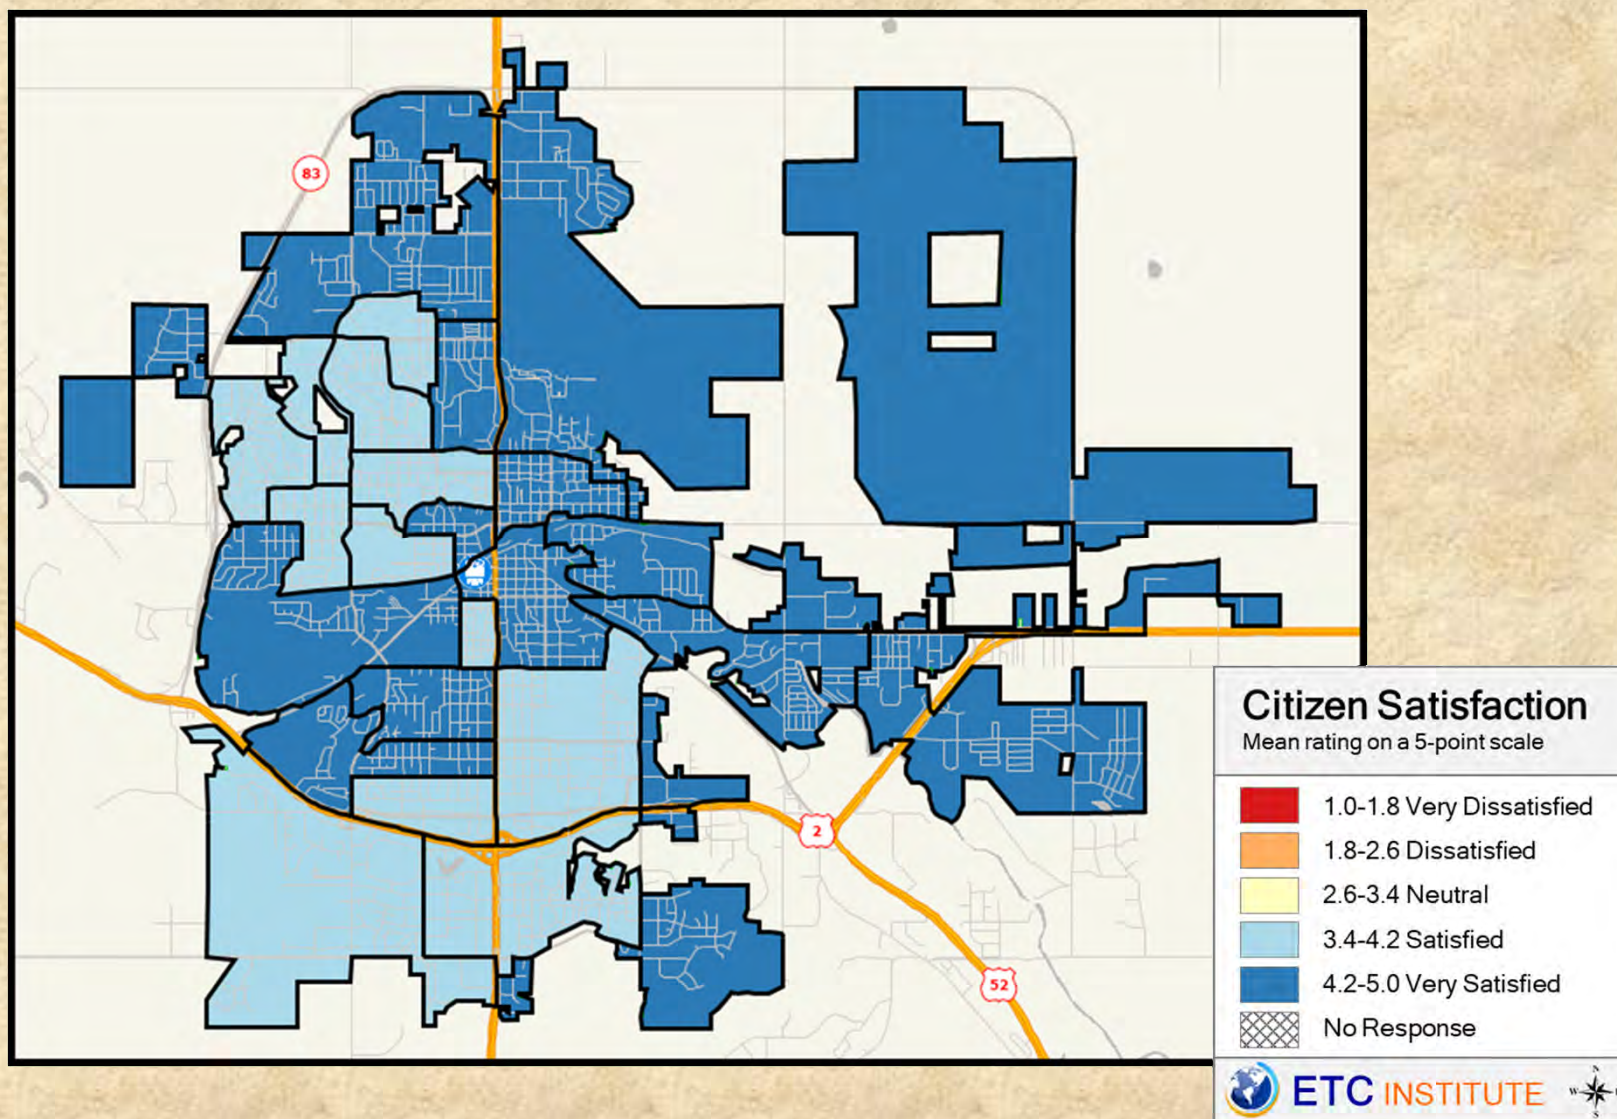 83
2
52
Citizen Satisfaction
Mean rating on a 5-point scale
1.0-1.8 Very Dissatisfied
1.8-2.6 Dissatisfied
2.6-3.4 Neutral
3.4-4.2 Satisfied
4.2-5.0 Very Satisfied
No Response
ETC INSTITUTE
N
W
S